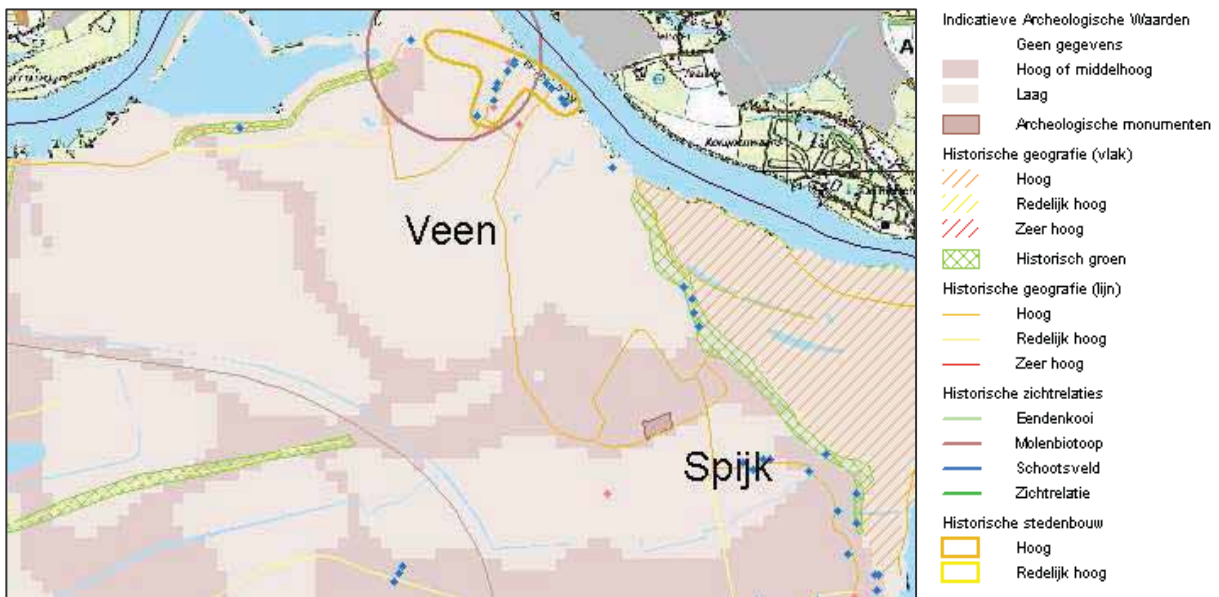 Veen
Spijk
Indicatieve Archeologische Waarden
Geen gegevens
Hoog of middelhoog
Laag
Archeologische monumenten
Historische geografie (vlak)
Hoog
Redelijk hoog
Zeer hoog
Historisch groen
Historische geografie (lijn)
Hoog
Redelijk hoog
Zeer hoog
Historische zichtrelaties
Eendenkooi
Molenbiotoop
Schootsveld
Zichtrelatie
Historische stedenbouw
Hoog
Redelijk hoog